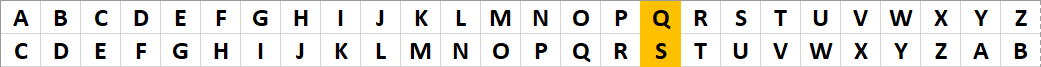 A B C D E F G H I J K L M N O P Q R S T U V W X Y Z
C D E F G H I J K L M N O P Q R S T U V W X Y Z A B